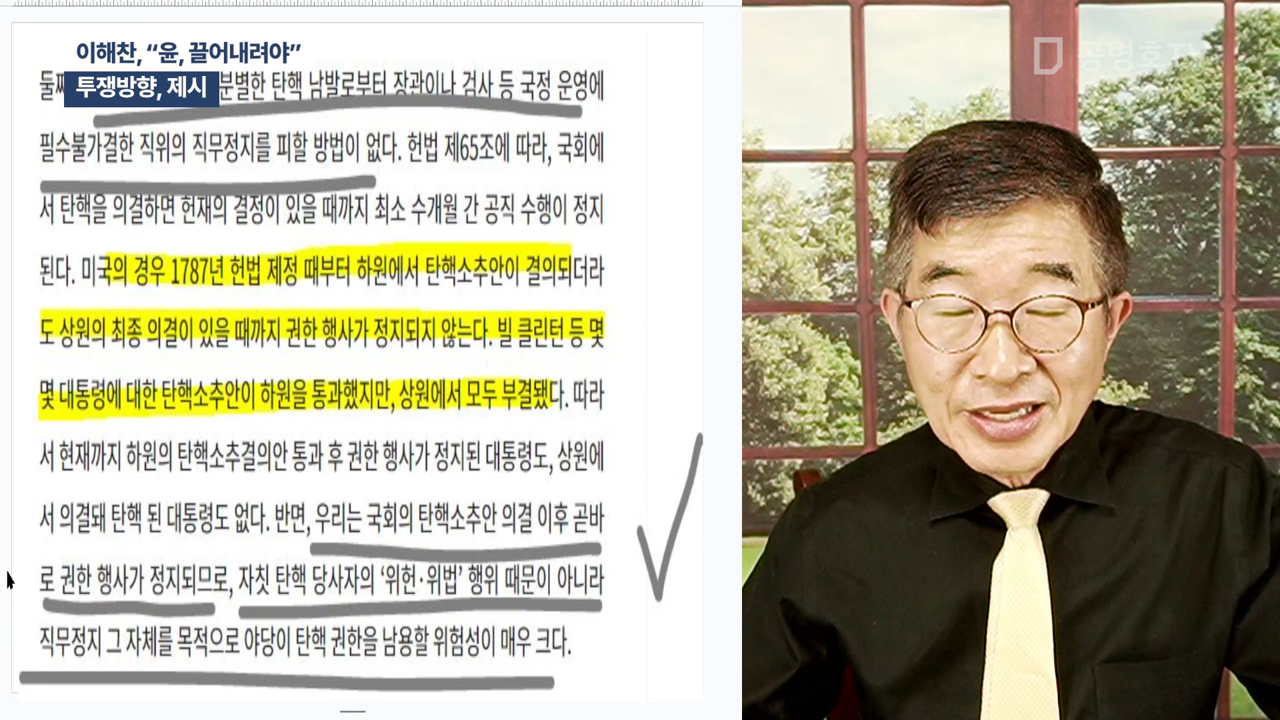 이해찬, “윤, 끌어내려야”
투쟁방향, 제시
공병호TV
둘째 분별한 탄핵 남발로부터 장관이나 검사 등 국정 운영에
필수불가결한 직위의 직무정지를 피할 방법이 없다. 헌법 제65조에 따라, 국회에
서 탄핵을 의결하면 헌재의 결정이 있을 때까지 최소 수개월 간 공직 수행이 정지
된다. 미국의 경우 1787년 헌법 제정 때부터 하원에서 탄핵소추안이 결의되더라
도 상원의 최종 의결이 있을 때까지 권한 행사가 정지되지 않는다. 빌 클린턴 등 몇
몇 대통령에 대한 탄핵소추안이 하원을 통과했지만, 상원에서 모두 부결됐다. 따라
서 현재까지 하원의 탄핵소추결의안 통과 후 권한 행사가 정지된 대통령도, 상원에
서 의결돼 탄핵 된 대통령도 없다. 반면, 우리는 국회의 탄핵소추안 의결 이후 곧바
로 권한 행사가 정지되므로, 자칫 탄핵 당사자의 ‘위헌·위법’ 행위 때문이 아니라
직무정지 그 자체를 목적으로 야당이 탄핵 권한을 남용할 위험성이 매우 크다.